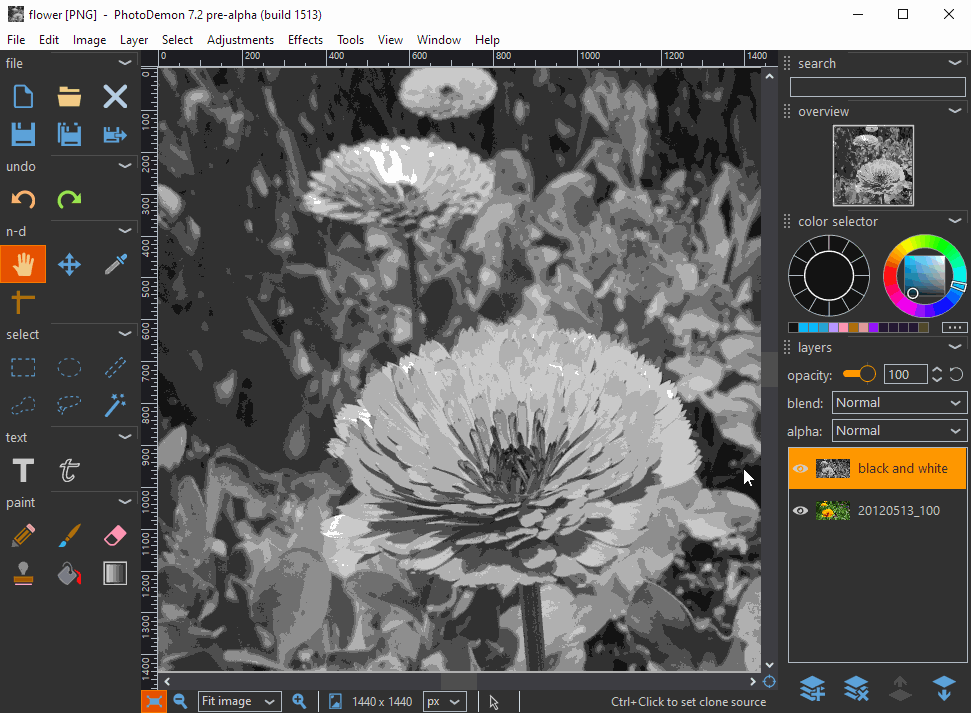 flower [PNG]  -  PhotoDemon 7.2 pre-alpha (build 1513)
File Edit Image Layer Select Adjustments Effects Tools View Window Help
file
undo
n-d
select
text
T t
paint
0 200 400 600 800 1000 1200 1400
0
100
200
300
400
500
600
700
800
900
1000
1100
1200
1300
1400
search
overview
color selector
layers
opacity: 100
blend: Normal
alpha: Normal
black and white
20120513_100
Fit image 1440 x 1440 px Ctrl+Click to set clone source